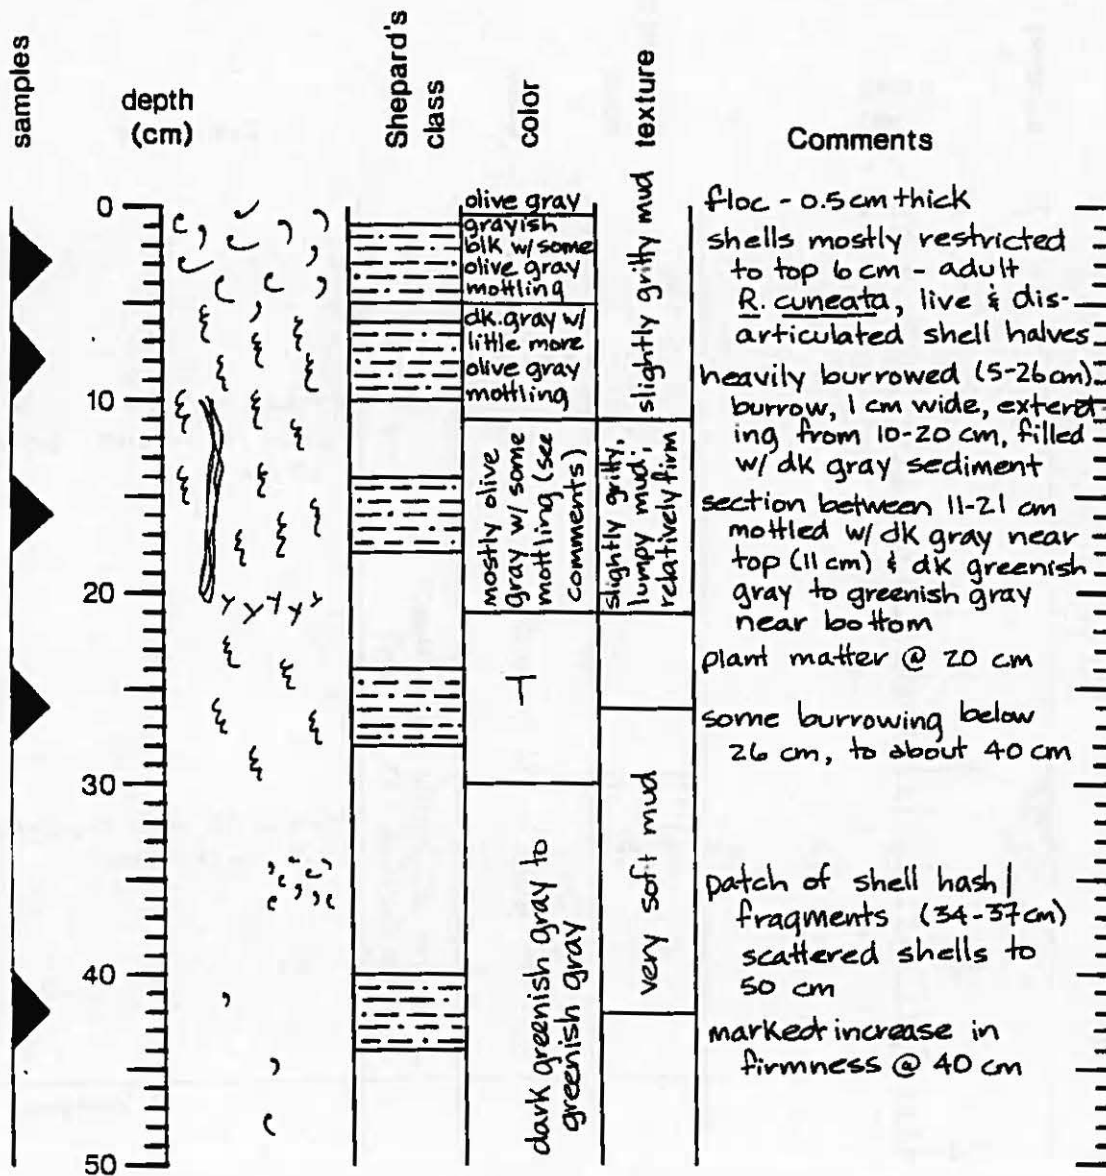 samples
depth
(cm)
Shepard's
class
color
texture
Comments
0
10
20
30
40
50
olive gray
grayish
blk w/ some
olive gray
mottling
dk. gray w/
little more
olive gray
mottling
mostly olive
gray w/ some
mottling (see
comments)
dark greenish gray to
greenish gray
slightly gritty mud
slightly gritty,
lumpy mud;
relatively firm
very soft mud
floc - 0.5 cm thick
shells mostly restricted
to top 6 cm - adult
R. cuneata, live & dis-
articulated shell halves
heavily burrowed (5-26 cm)
burrow, 1 cm wide, extend-
ing from 10-20 cm, filled
w/ dk gray sediment
section between 11-21 cm
mottled w/ dk gray near
top (11 cm) & dk greenish
gray to greenish gray
near bottom
plant matter @ 20 cm
some burrowing below
26 cm, to about 40 cm
patch of shell hash/
fragments (34-37 cm)
scattered shells to
50 cm
marked increase in
firmness @ 40 cm